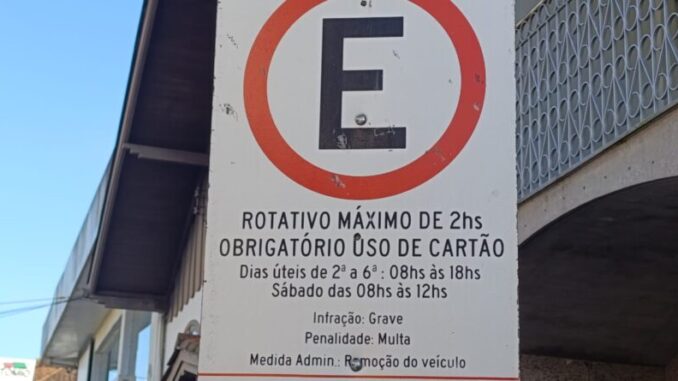 E
ROTATIVO MÁXIMO DE 2hs
OBRIGATÓRIO USO DE CARTÃO
Dias úteis de 2ª a 6ª : 08hs às 18hs
Sábado das 08hs às 12hs
Infração: Grave
Penalidade: Multa
Medida Admin.: Remoção do veículo